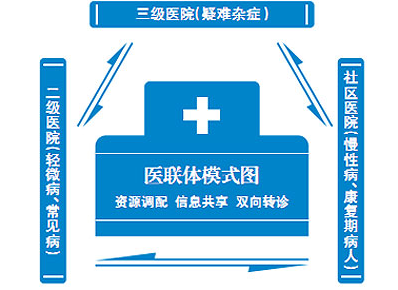 三级医院(疑难杂症)
二级医院(轻微病、常见病)
社区医院(慢性病、康复期病人)
医联体模式图
资源调配 信息共享 双向转诊